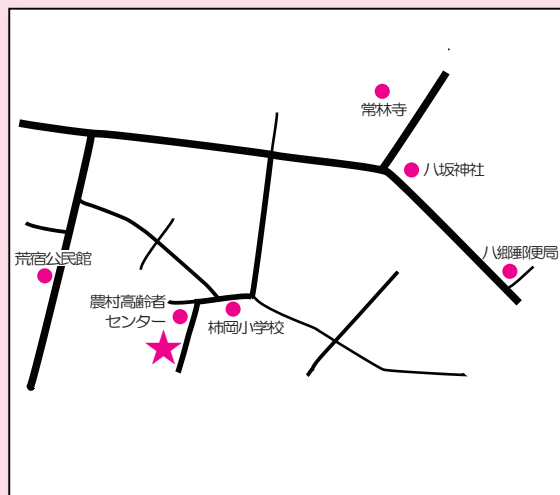 常林寺
八坂神社
八郷郵便局
荒宿公民館
農村高齢者
センター
柿岡小学校